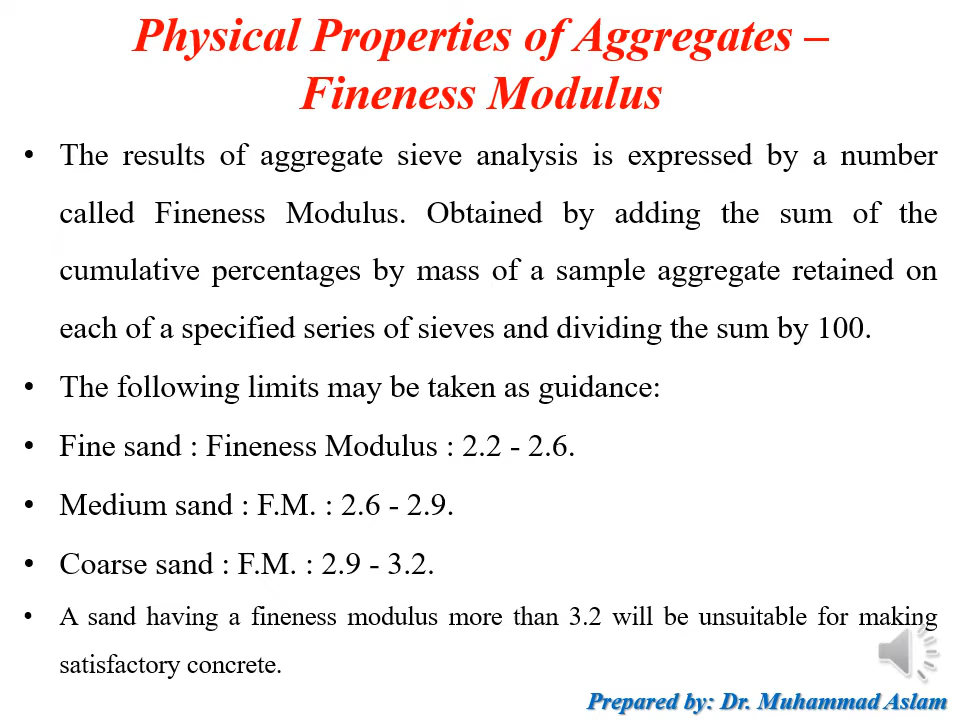 Physical Properties of Aggregates –
Fineness Modulus
• The results of aggregate sieve analysis is expressed by a number
called Fineness Modulus. Obtained by adding the sum of the
cumulative percentages by mass of a sample aggregate retained on
each of a specified series of sieves and dividing the sum by 100.
• The following limits may be taken as guidance:
• Fine sand : Fineness Modulus : 2.2 - 2.6.
• Medium sand : F.M. : 2.6 - 2.9.
• Coarse sand : F.M. : 2.9 - 3.2.
• A sand having a fineness modulus more than 3.2 will be unsuitable for making
satisfactory concrete.
Prepared by: Dr. Muhammad Aslam